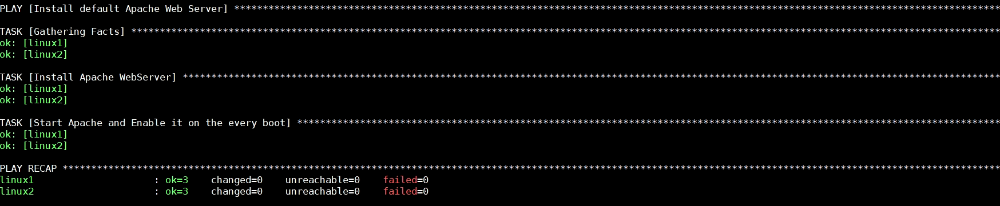 PLAY [Install default Apache Web Server] **************************************************************************************************************************************
TASK [Gathering Facts] ********************************************************************************************************************************************************
ok: [linux1]
ok: [linux2]
TASK [Install Apache WebServer] ***********************************************************************************************************************************************
ok: [linux1]
ok: [linux2]
TASK [Start Apache and Enable it on the every boot] ***************************************************************************************************************************
ok: [linux1]
ok: [linux2]
PLAY RECAP ********************************************************************************************************************************************************************
linux1                     : ok=3    changed=0    unreachable=0    failed=0
linux2                     : ok=3    changed=0    unreachable=0    failed=0